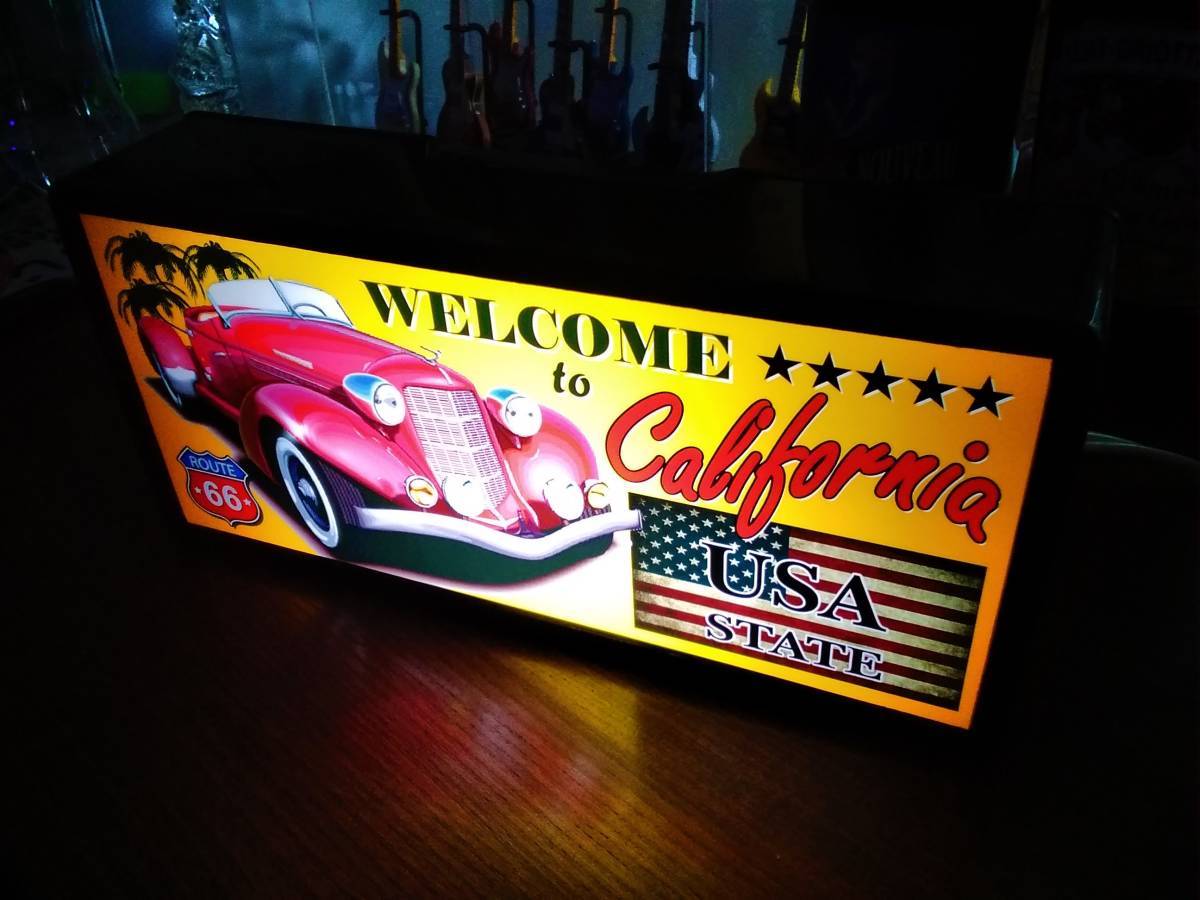 WELCOME
to
California
ROUTE
66
USA
STATE